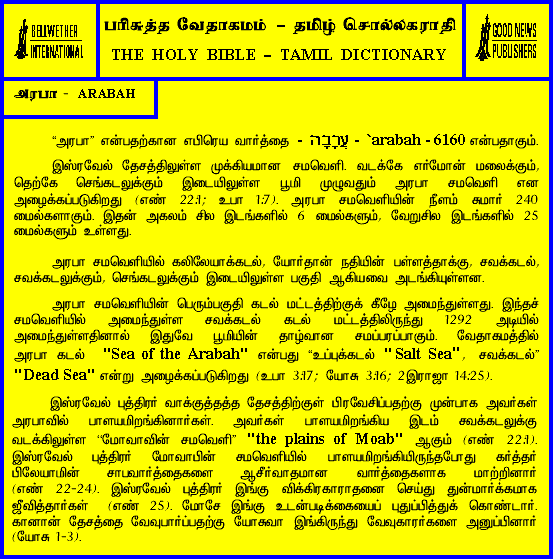 BELLWETHER
INTERNATIONAL
பரிசுத்த வேதாகமம் – தமிழ் சொல்லகராதி
THE HOLY BIBLE – TAMIL DICTIONARY
GOOD NEWS
PUBLISHERS
அரபா - ARABAH
“அரபா” என்பதற்கான எபிரெய வார்த்தை - עֲרָבָה - `arabah - 6160 என்பதாகும்.
இஸ்ரவேல் தேசத்திலுள்ள முக்கியமான சமவெளி. வடக்கே எர்மோன் மலைக்கும்,
தெற்கே செங்கடலுக்கும் இடையிலுள்ள பூமி முழுவதும் அரபா சமவெளி என
அழைக்கப்படுகிறது (எண் 22:1; உபா 1:7). அரபா சமவெளியின் நீளம் சுமார் 240
மைல்களாகும். இதன் அகலம் சில இடங்களில் 6 மைல்களும், வேறுசில இடங்களில் 25
மைல்களும் உள்ளது.
அரபா சமவெளியில் கலிலேயாக்கடல், யோர்தான் நதியின் பள்ளத்தாக்கு, சவக்கடல்,
சவக்கடலுக்கும், செங்கடலுக்கும் இடையிலுள்ள பகுதி ஆகியவை அடங்கியுள்ளன.
அரபா சமவெளியின் பெரும்பகுதி கடல் மட்டத்திற்குக் கீழே அமைந்துள்ளது. இந்தச்
சமவெளியில் அமைந்துள்ள சவக்கடல் கடல் மட்டத்திலிருந்து 1292 அடியில்
அமைந்துள்ளதினால் இதுவே பூமியின் தாழ்வான சமப்பரப்பாகும். வேதாகமத்தில்
அரபா கடல் "Sea of the Arabah" என்பது “உப்புக்கடல் "Salt Sea", சவக்கடல்”
"Dead Sea" என்று அழைக்கப்படுகிறது (உபா 3:17; யோசு 3:16; 2இராஜா 14:25).
இஸ்ரவேல் புத்திரர் வாக்குத்தத்த தேசத்திற்குள் பிரவேசிப்பதற்கு முன்பாக அவர்கள்
அரபாவில் பாளயமிறங்கினார்கள். அவர்கள் பாளயமிறங்கிய இடம் சவக்கடலுக்கு
வடக்கிலுள்ள “மோவாவின் சமவெளி” "the plains of Moab" ஆகும் (எண் 22:1).
இஸ்ரவேல் புத்திரர் மோவாபின் சமவெளியில் பாளயமிறங்கியிருந்தபோது கர்த்தர்
பிலேயாமின் சாபவார்த்தைகளை ஆசீர்வாதமான வார்த்தைகளாக மாற்றினார்
(எண் 22-24). இஸ்ரவேல் புத்திரர் இங்கு விக்கிரகாராதனை செய்து துன்மார்க்கமாக
ஜீவித்தார்கள் (எண் 25). மோசே இங்கு உடன்படிக்கையைப் புதுப்பித்துக் கொண்டார்.
கானான் தேசத்தை வேவுபார்ப்பதற்கு யோசுவா இங்கிருந்து வேவுகாரர்களை அனுப்பினார்
(யோசு 1-3).